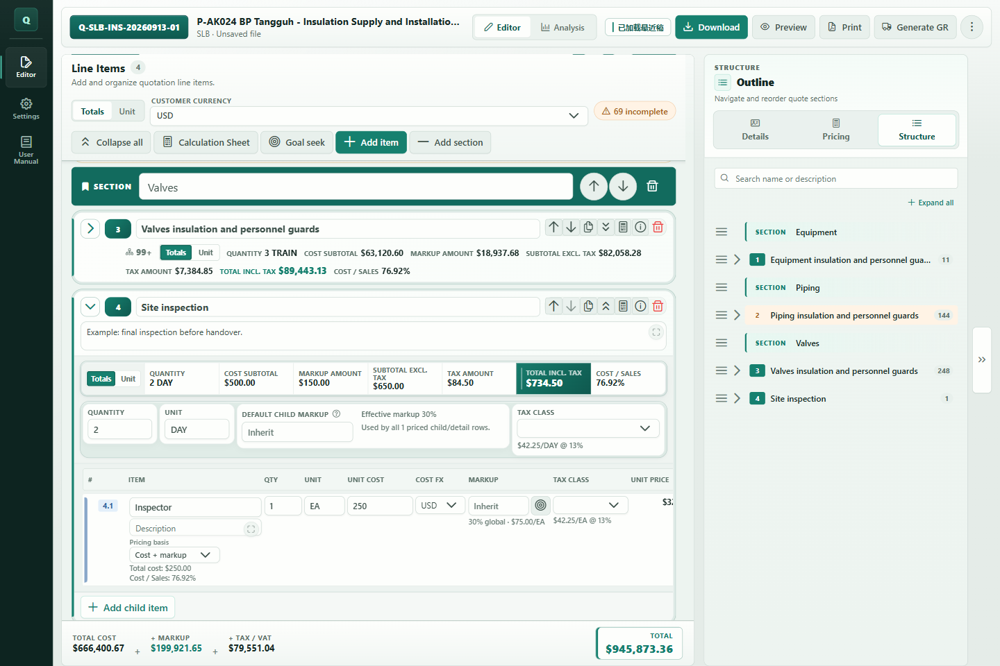 Q
Editor
Settings
User
Manual
Q-SLB-INS-20260913-01
P-AK024 BP Tangguh - Insulation Supply and Installatio...
SLB · Unsaved file
Editor
Analysis
已加载最近稿
Download
Preview
Print
Generate GR
Line Items 4
Add and organize quotation line items.
Totals Unit
CUSTOMER CURRENCY
USD
69 incomplete
Collapse all
Calculation Sheet
Goal seek
Add item
Add section
SECTION Valves
3 Valves insulation and personnel guards
99+ Totals Unit QUANTITY 3 TRAIN COST SUBTOTAL $63,120.60 MARKUP AMOUNT $18,937.68 SUBTOTAL EXCL. TAX $82,058.28
TAX AMOUNT $7,384.85 TOTAL INCL. TAX $89,443.13 COST / SALES 76.92%
4 Site inspection
Example: final inspection before handover.
Totals Unit
QUANTITY
2 DAY
COST SUBTOTAL
$500.00
MARKUP AMOUNT
$150.00
SUBTOTAL EXCL.
TAX
$650.00
TAX AMOUNT
$84.50
TOTAL INCL. TAX
$734.50
COST / SALES
76.92%
QUANTITY
2
UNIT
DAY
DEFAULT CHILD MARKUP
Inherit
Effective markup 30%
Used by all 1 priced child/detail rows.
TAX CLASS
$42.25/DAY @ 13%
# ITEM QTY UNIT UNIT COST COST FX MARKUP TAX CLASS UNIT PRICE
4.1 Inspector 1 EA 250 USD Inherit
30% global · $75.00/EA
$42.25/EA @ 13%
Description
Pricing basis
Cost + markup
Total cost: $250.00
Cost / Sales: 76.92%
Add child item
TOTAL COST
$666,400.67
+
+ MARKUP
$199,921.65
+
+ TAX / VAT
$79,551.04
TOTAL
$945,873.36
STRUCTURE
Outline
Navigate and reorder quote sections
Details
Pricing
Structure
Search name or description
Expand all
SECTION Equipment
1 Equipment insulation and personnel gua... 11
SECTION Piping
2 Piping insulation and personnel guards 144
SECTION Valves
3 Valves insulation and personnel guards 248
4 Site inspection 1